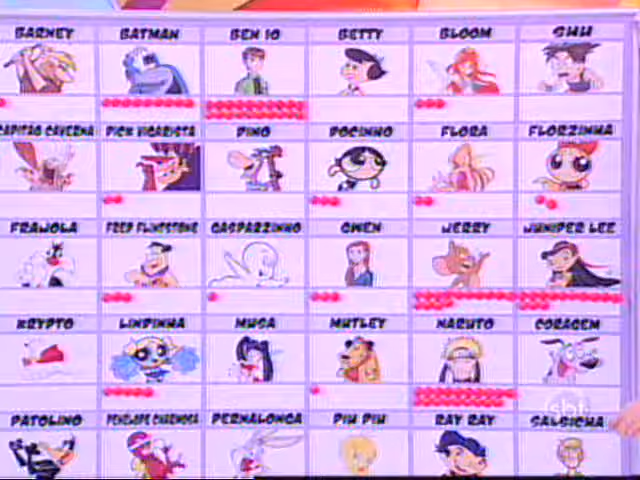 BARNEY BATMAN BEN 10 BETTY BLOOM
CAPITÃO CAVERNA DICK VIGARISTA DINO DOCINHO FLORA FLORZINHA
FRAJOLA FRED FLINTSTONE GASPARZINHO GWEN JERRY JUNIPER LEE
KRYPTO LINDINHA MUSA MUTLEY NARUTO CORAGEM
sbt
PATOLINO PENELOPE CHARMOSA PERNALONGA PIU PIU RAY RAY SALSICHA